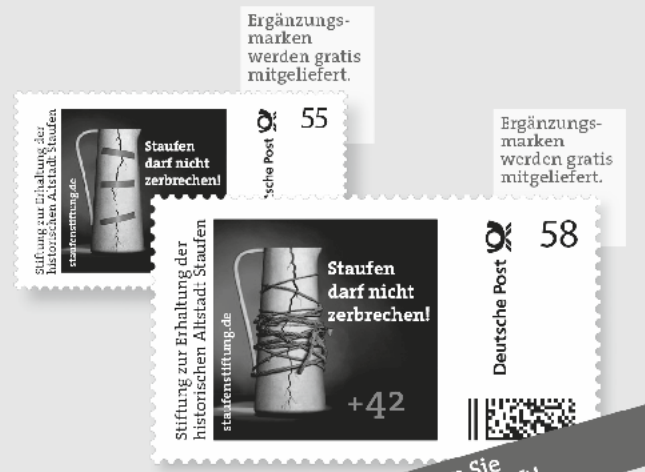 Ergänzungs-
marken
werden gratis
mitgeliefert.
Stiftung zur Erhaltung der
historischen Altstadt Staufen
staufenstiftung.de
Staufen
darf nicht
zerbrechen!
Deutsche Post
55
Ergänzungs-
marken
werden gratis
mitgeliefert.
Stiftung zur Erhaltung der
historischen Altstadt Staufen
staufenstiftung.de
Staufen
darf nicht
zerbrechen!
+42
Deutsche Post
58
Sie